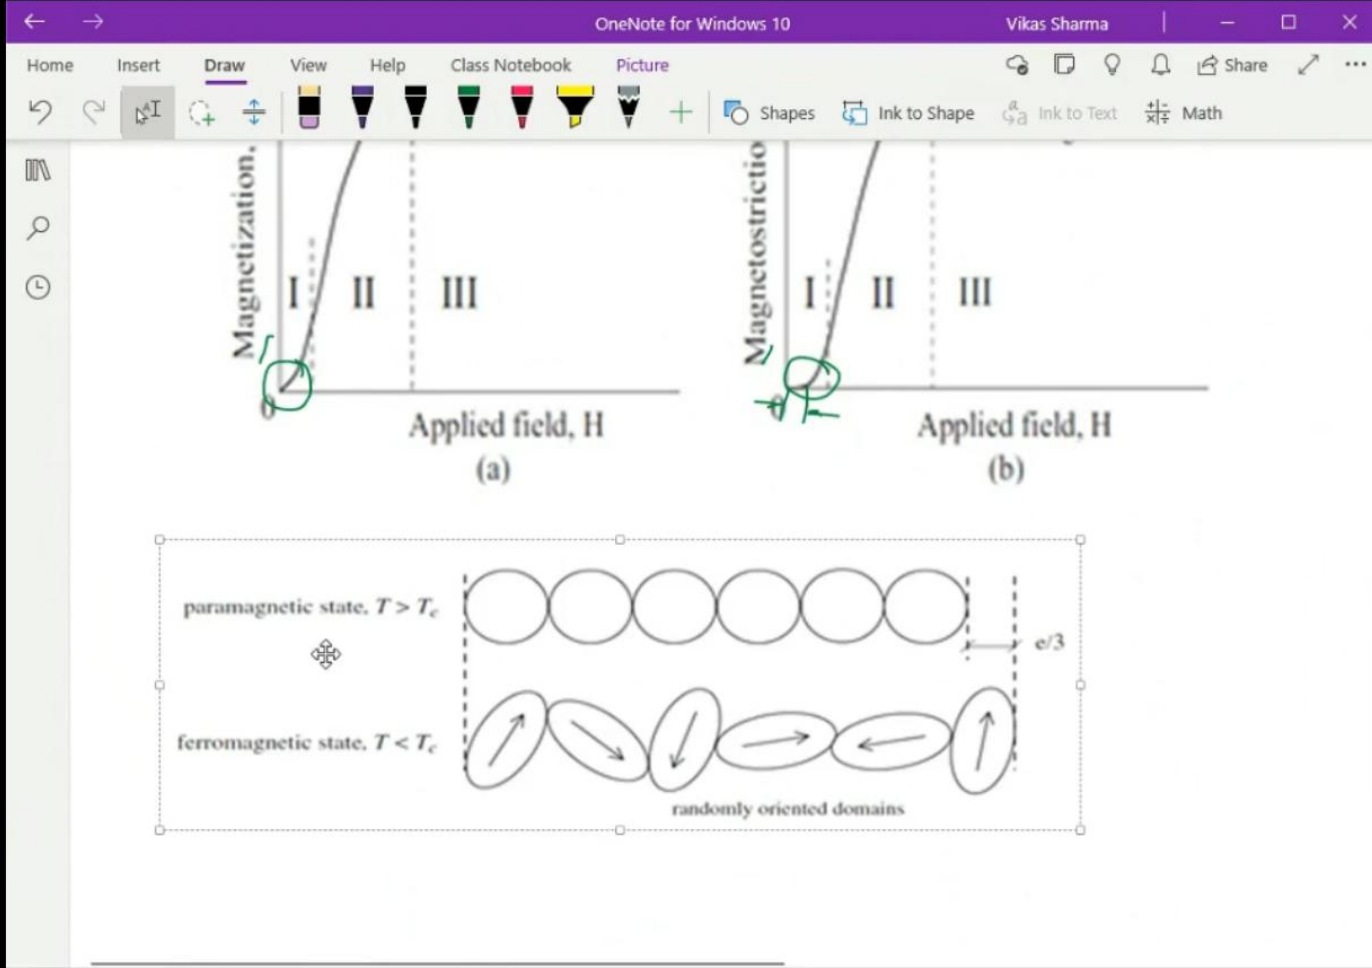 OneNote for Windows 10
Vikas Sharma
Home Insert Draw View Help Class Notebook Picture Share
Shapes Ink to Shape Ink to Text Math
Magnetization,
I II III
0
Applied field, H
(a)
Magnetostrictio
I II III
0
Applied field, H
(b)
paramagnetic state, T > Tc
e/3
ferromagnetic state, T < Tc
randomly oriented domains